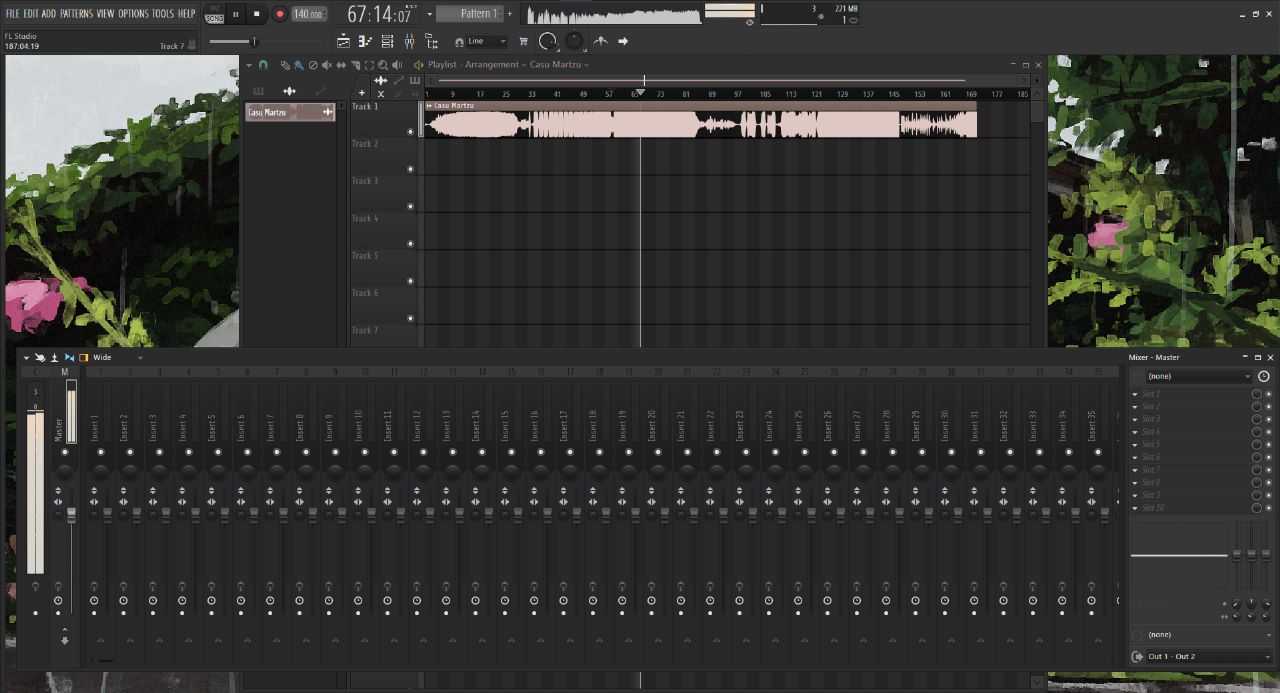 FILE EDIT ADD PATTERNS VIEW OPTIONS TOOLS HELP
PAT
SONG
140.000
67:14:07
Pattern 1
3
221 MB
1
FL Studio
187:04:19
Track 7
Line
Playlist - Arrangement
Casu Martzu
Casu Martzu
1 9 17 25 33 41 49 57 65 73 81 89 97 105 113 121 129 137 145 153 161 169 177 185
Track 1
Casu Martzu
Track 2
Track 3
Track 4
Track 5
Track 6
Track 7
Wide
Mixer - Master
C M 1 2 3 4 5 6 7 8 9 10 11 12 13 14 15 16 17 18 19 20 21 22 23 24 25 26 27 28 29 30 31 32 33 34 35
3
0
Master
Insert 1
Insert 2
Insert 3
Insert 4
Insert 5
Insert 6
Insert 7
Insert 8
Insert 9
Insert 10
Insert 11
Insert 12
Insert 13
Insert 14
Insert 15
Insert 16
Insert 17
Insert 18
Insert 19
Insert 20
Insert 21
Insert 22
Insert 23
Insert 24
Insert 25
Insert 26
Insert 27
Insert 28
Insert 29
Insert 30
Insert 31
Insert 32
Insert 33
Insert 34
Insert 35
(none)
Slot 1
Slot 2
Slot 3
Slot 4
Slot 5
Slot 6
Slot 7
Slot 8
Slot 9
Slot 10
(none)
Out 1 - Out 2